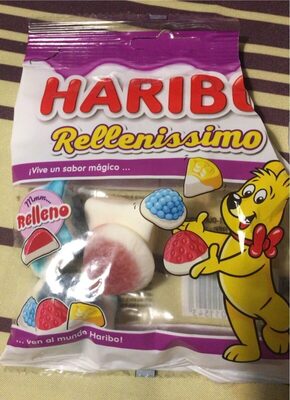 HARIBO
Rellenissimo
¡Vive un sabor mágico ...
Mmm...
Relleno
... ven al mundo Haribo!